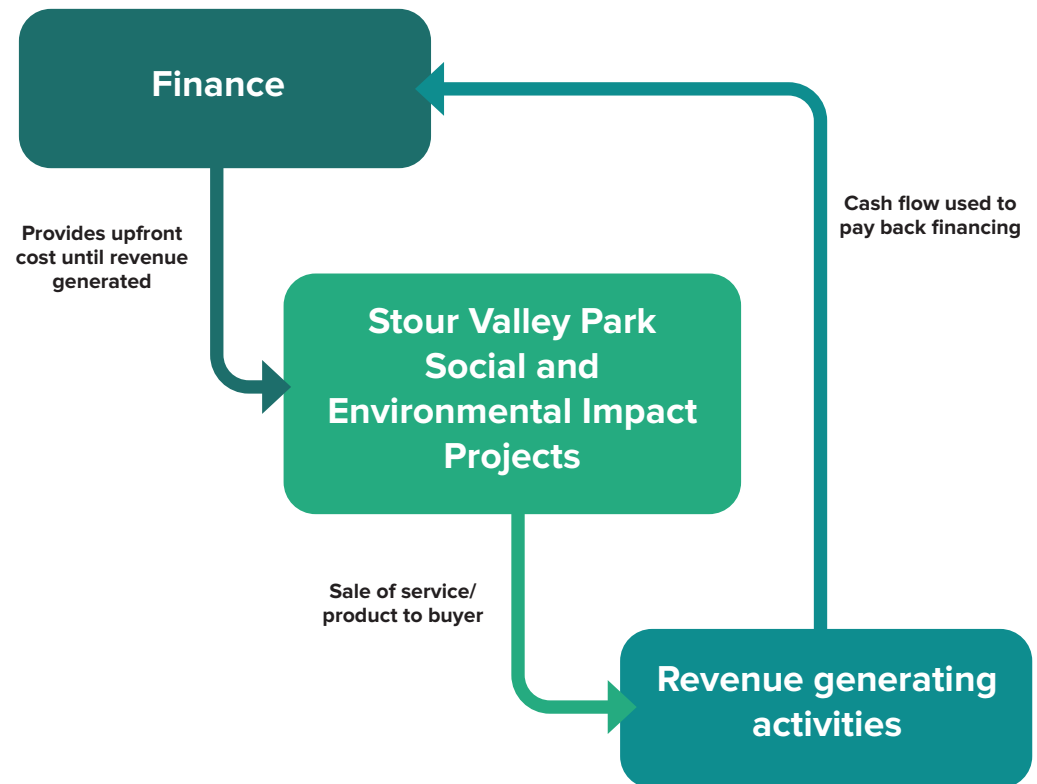 Finance
Provides upfront
cost until revenue
generated
Cash flow used to
pay back financing
Stour Valley Park
Social and
Environmental Impact
Projects
Sale of service/
product to buyer
Revenue generating
activities